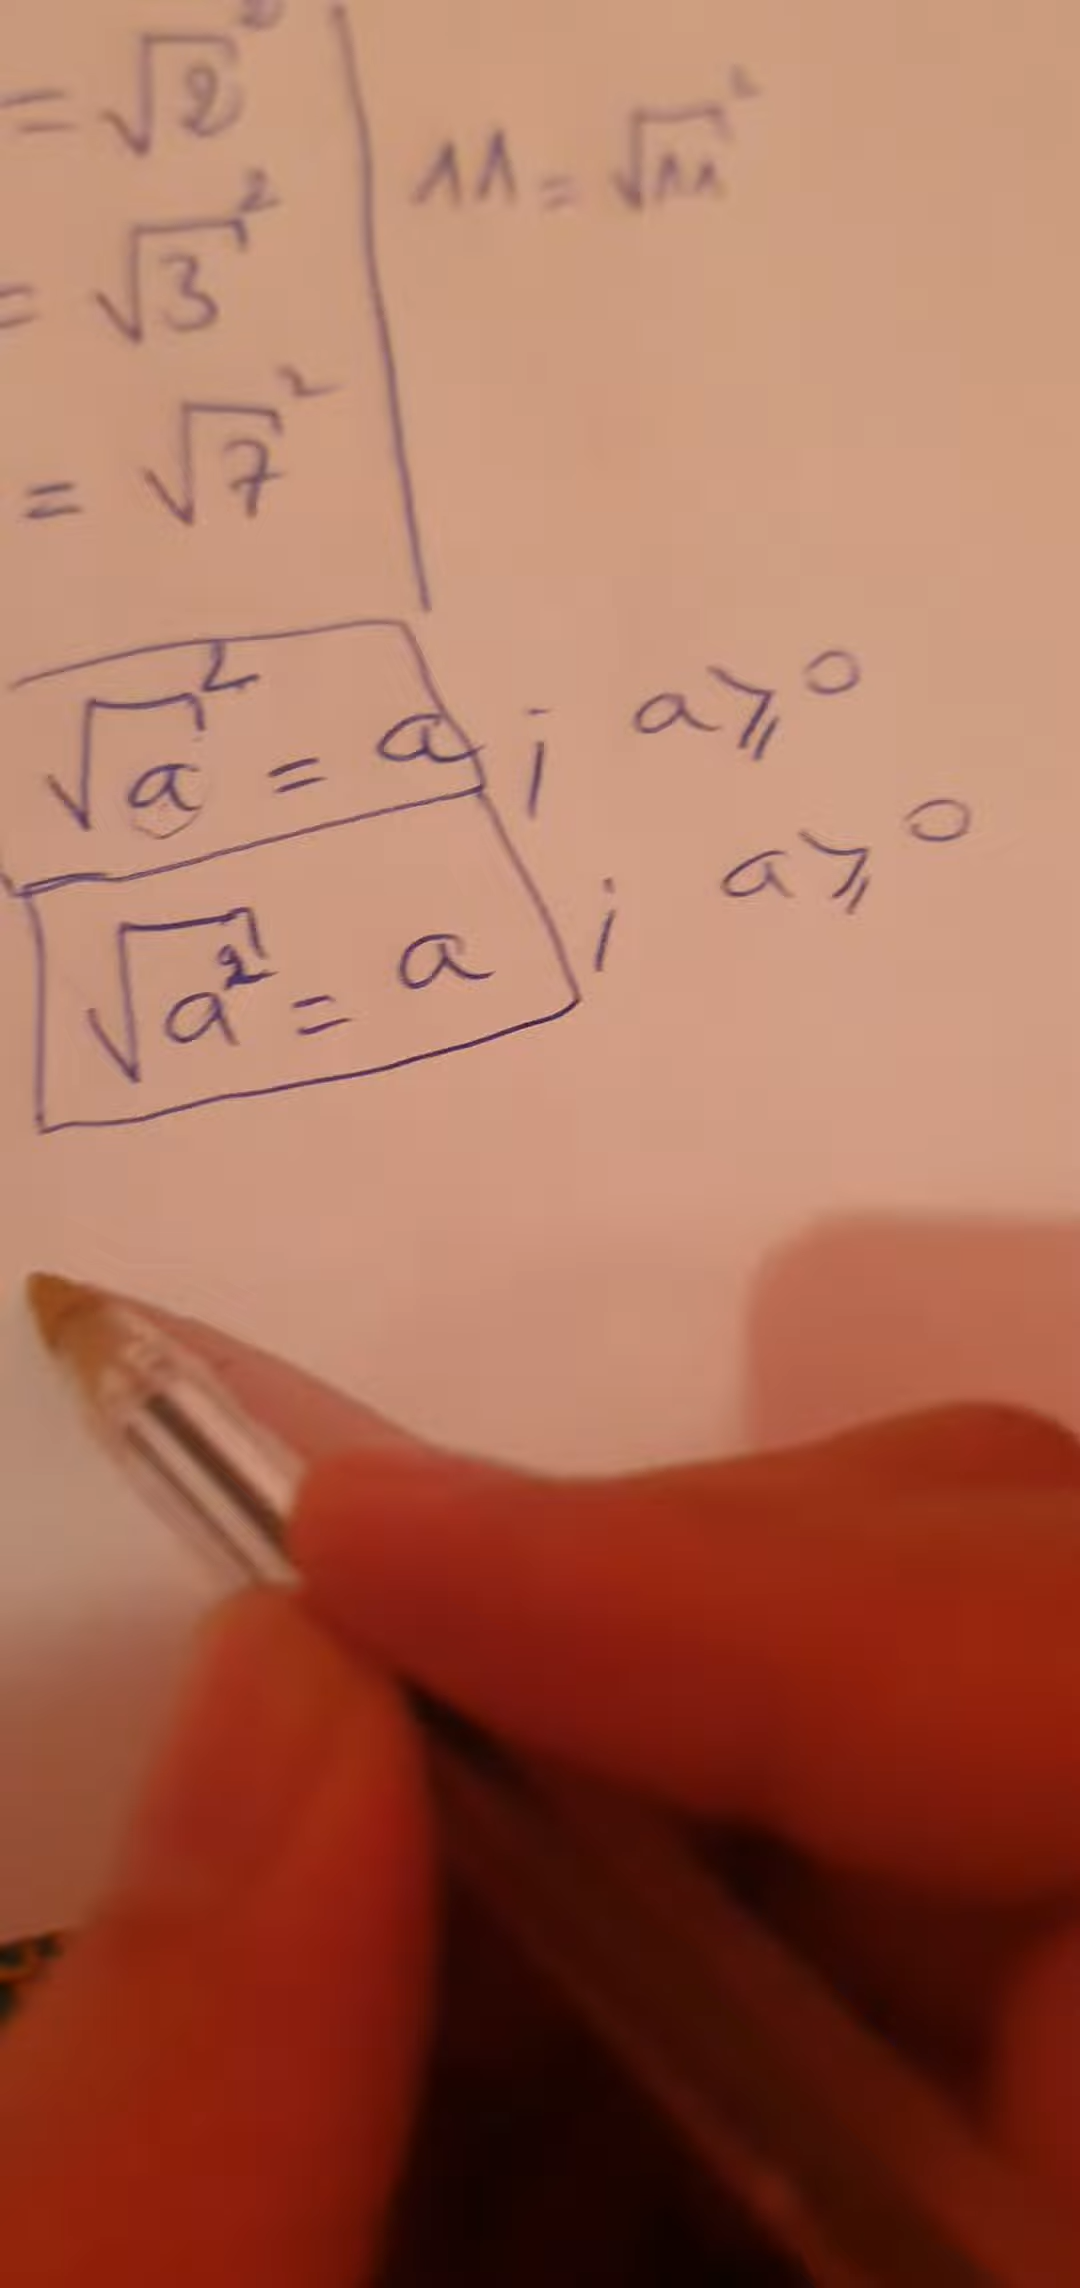 = √2²
11 = √11²
= √3²
= √7²
√a² = a ; a ⩾ 0
√a² = a ; a ⩾ 0